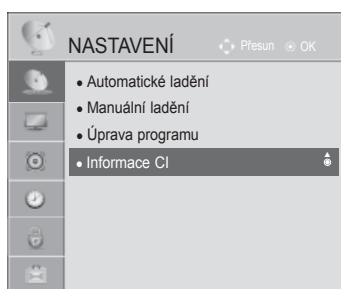 NASTAVENÍ Přesun OK
• Automatické ladění
• Manuální ladění
• Úprava programu
• Informace CI